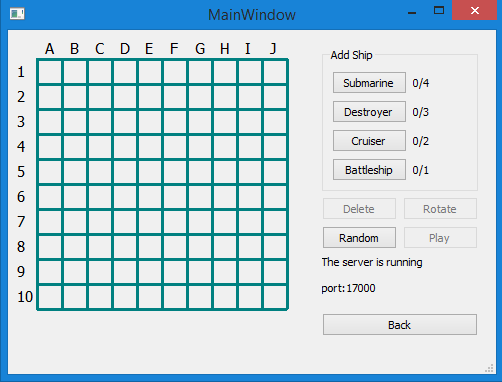 MainWindow
A B C D E F G H I J
1
2
3
4
5
6
7
8
9
10
Add Ship
Submarine 0/4
Destroyer 0/3
Cruiser 0/2
Battleship 0/1
Delete Rotate
Random Play
The server is running
port:17000
Back